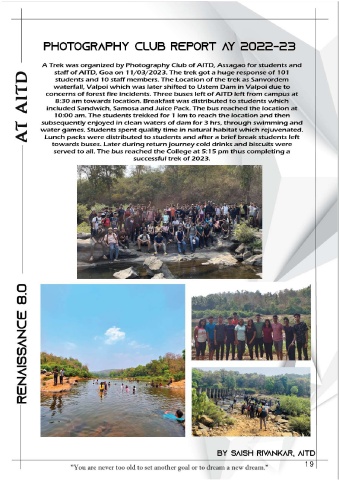 PHOTOGRAPHY CLUB REPORT AY 2022-23
A Trek was organized by Photography Club of AITD, Assagao for students and
staff of AITD, Goa on 11/03/2023. The trek got a huge response of 101
students and 10 staff members. The Location of the trek as Sanvordem
waterfall, Valpoi which was later shifted to Ustem Dam in Valpoi due to
concerns of forest fire incidents. Three buses left of AITD left from campus at
8:30 am towards location. Breakfast was distributed to students which
included Sandwich, Samosa and Juice Pack. The bus reached the location at
10:00 am. The students trekked for 1 km to reach the location and then
subsequently enjoyed in clean waters of dam for 3 hrs, through swimming and
water games. Students spent quality time in natural habitat which rejuvenated.
Lunch packs were distributed to students and after a brief break students left
towards buses. Later during return journey cold drinks and biscuits were
served to all. The bus reached the College at 5:15 pm thus completing a
successful trek of 2023.
AT AITD
RENAISSANCE 8.0
BY SAISH RIVANKAR, AITD
19
"You are never too old to set another goal or to dream a new dream."